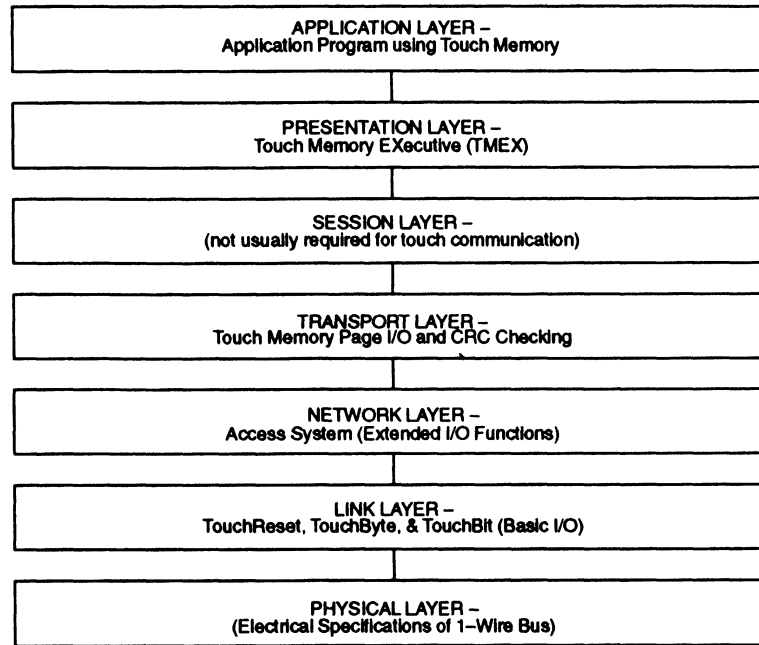 APPLICATION LAYER –
Application Program using Touch Memory
PRESENTATION LAYER –
Touch Memory EXecutive (TMEX)
SESSION LAYER –
(not usually required for touch communication)
TRANSPORT LAYER –
Touch Memory Page I/O and CRC Checking
NETWORK LAYER –
Access System (Extended I/O Functions)
LINK LAYER –
TouchReset, TouchByte, & TouchBit (Basic I/O)
PHYSICAL LAYER –
(Electrical Specifications of 1–Wire Bus)